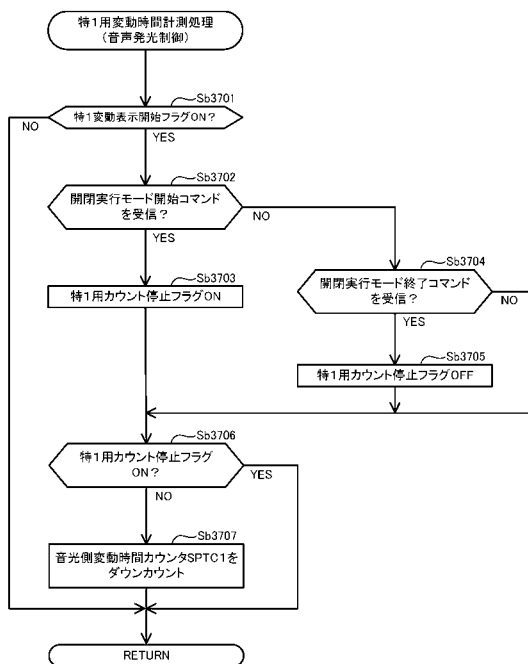 特1用変動時間計測処理
(音声発光制御)
Sb3701
特1変動表示開始フラグON?
NO
YES
Sb3702
開閉実行モード開始コマンド
を受信?
NO
YES
Sb3703
特1用カウント停止フラグON
Sb3704
開閉実行モード終了コマンド
を受信?
NO
YES
Sb3705
特1用カウント停止フラグOFF
Sb3706
特1用カウント停止フラグ
ON?
YES
NO
Sb3707
音光側変動時間カウンタSPTC1を
ダウンカウント
RETURN